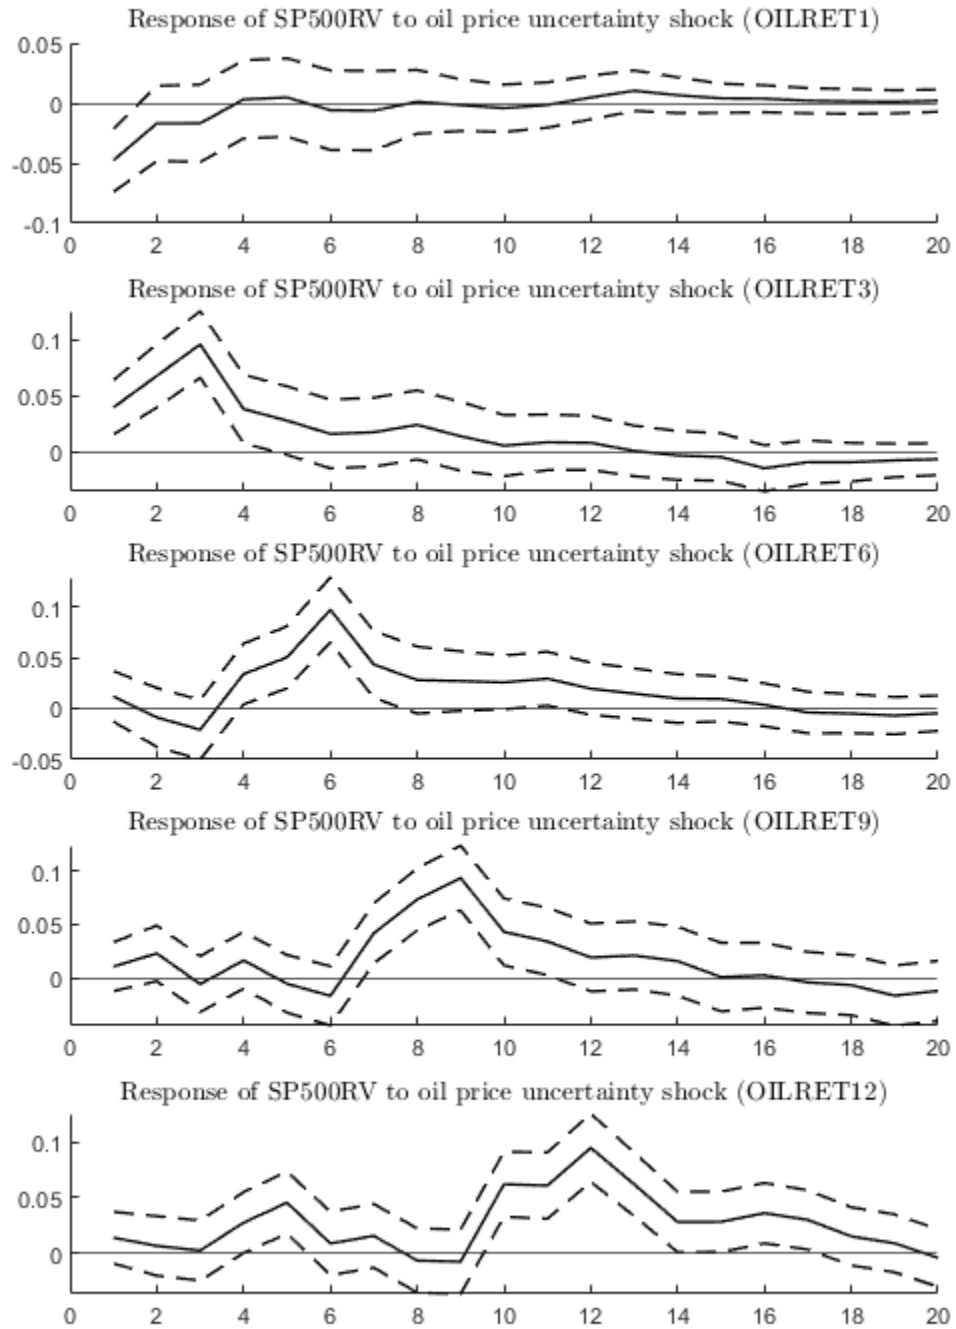 Response of SP500RV to oil price uncertainty shock (OILRET1)
0.05
0
-0.05
-0.1
0 2 4 6 8 10 12 14 16 18 20
Response of SP500RV to oil price uncertainty shock (OILRET3)
0.1
0.05
0
0 2 4 6 8 10 12 14 16 18 20
Response of SP500RV to oil price uncertainty shock (OILRET6)
0.1
0.05
0
-0.05
0 2 4 6 8 10 12 14 16 18 20
Response of SP500RV to oil price uncertainty shock (OILRET9)
0.1
0.05
0
0 2 4 6 8 10 12 14 16 18 20
Response of SP500RV to oil price uncertainty shock (OILRET12)
0.1
0.05
0
0 2 4 6 8 10 12 14 16 18 20